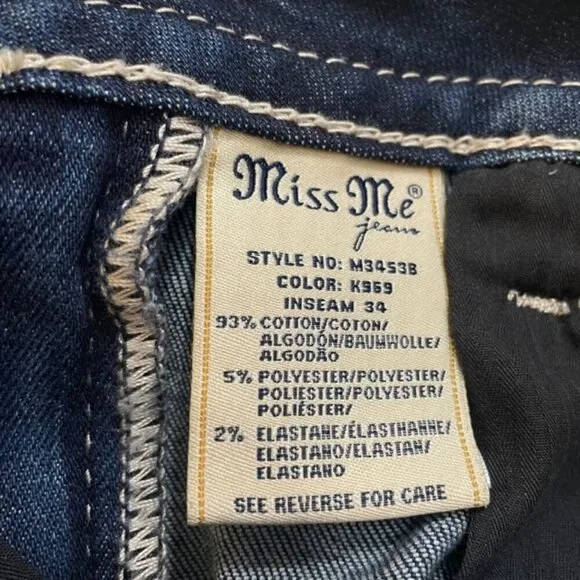 Miss Me®
jeans
STYLE NO: M3453B
COLOR: K969
INSEAM 34
93% COTTON/COTON/
ALGODÓN/BAUMWOLLE/
ALGODÃO
5% POLYESTER/POLYESTER/
POLIESTER/POLYESTER/
POLIÉSTER/
2% ELASTANE/ÉLASTHANNE/
ELASTANO/ELASTAN/
ELASTANO
SEE REVERSE FOR CARE